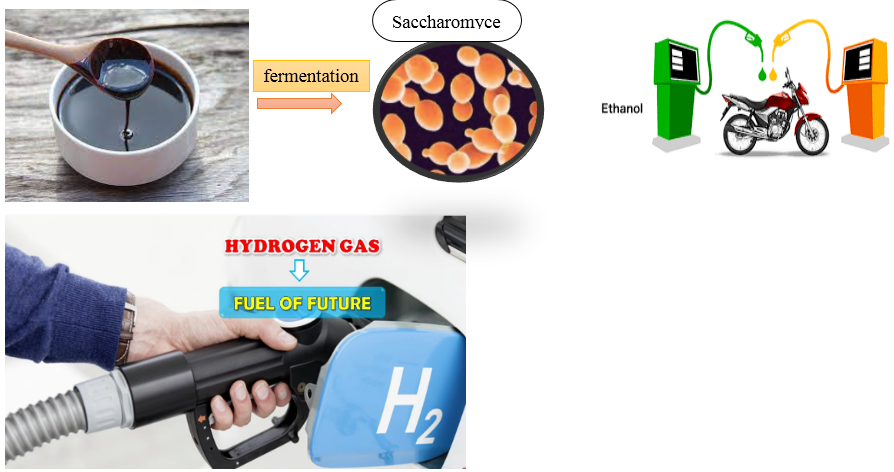 Saccharomyce
fermentation
Ethanol
HYDROGEN GAS
FUEL OF FUTURE
H2